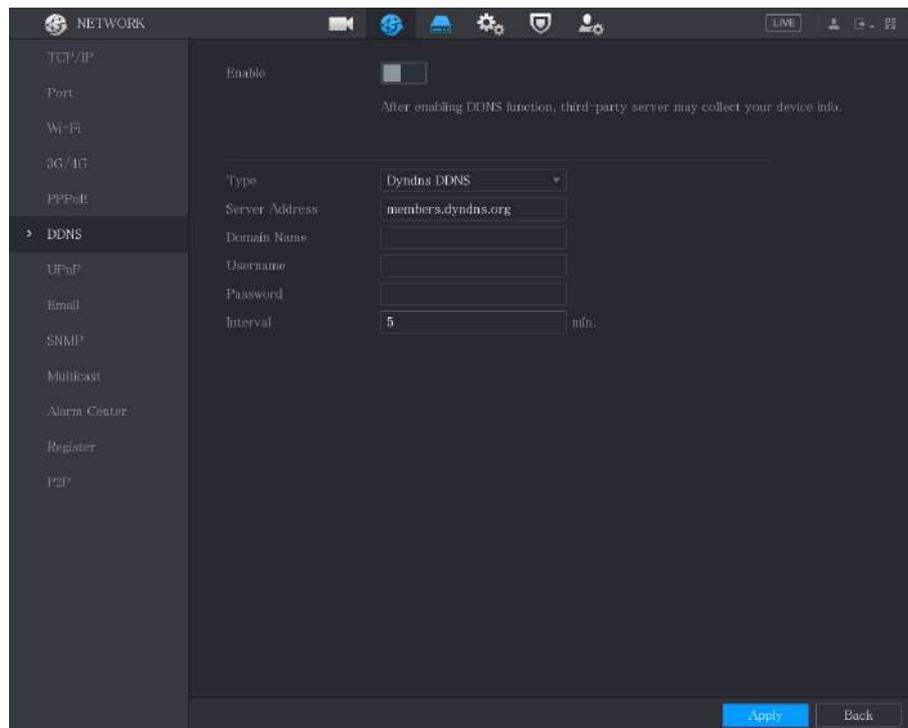 NETWORK
LIVE
TCP/IP
Port
Wi-Fi
3G/4G
PPPoE
DDNS
UPnP
Email
SNMP
Multicast
Alarm Center
Register
P2P
Enable
After enabling DDNS function, third-party server may collect your device info.
Type Dyndns DDNS
Server Address members.dyndns.org
Domain Name
Username
Password
Interval 5 min.
Apply Back